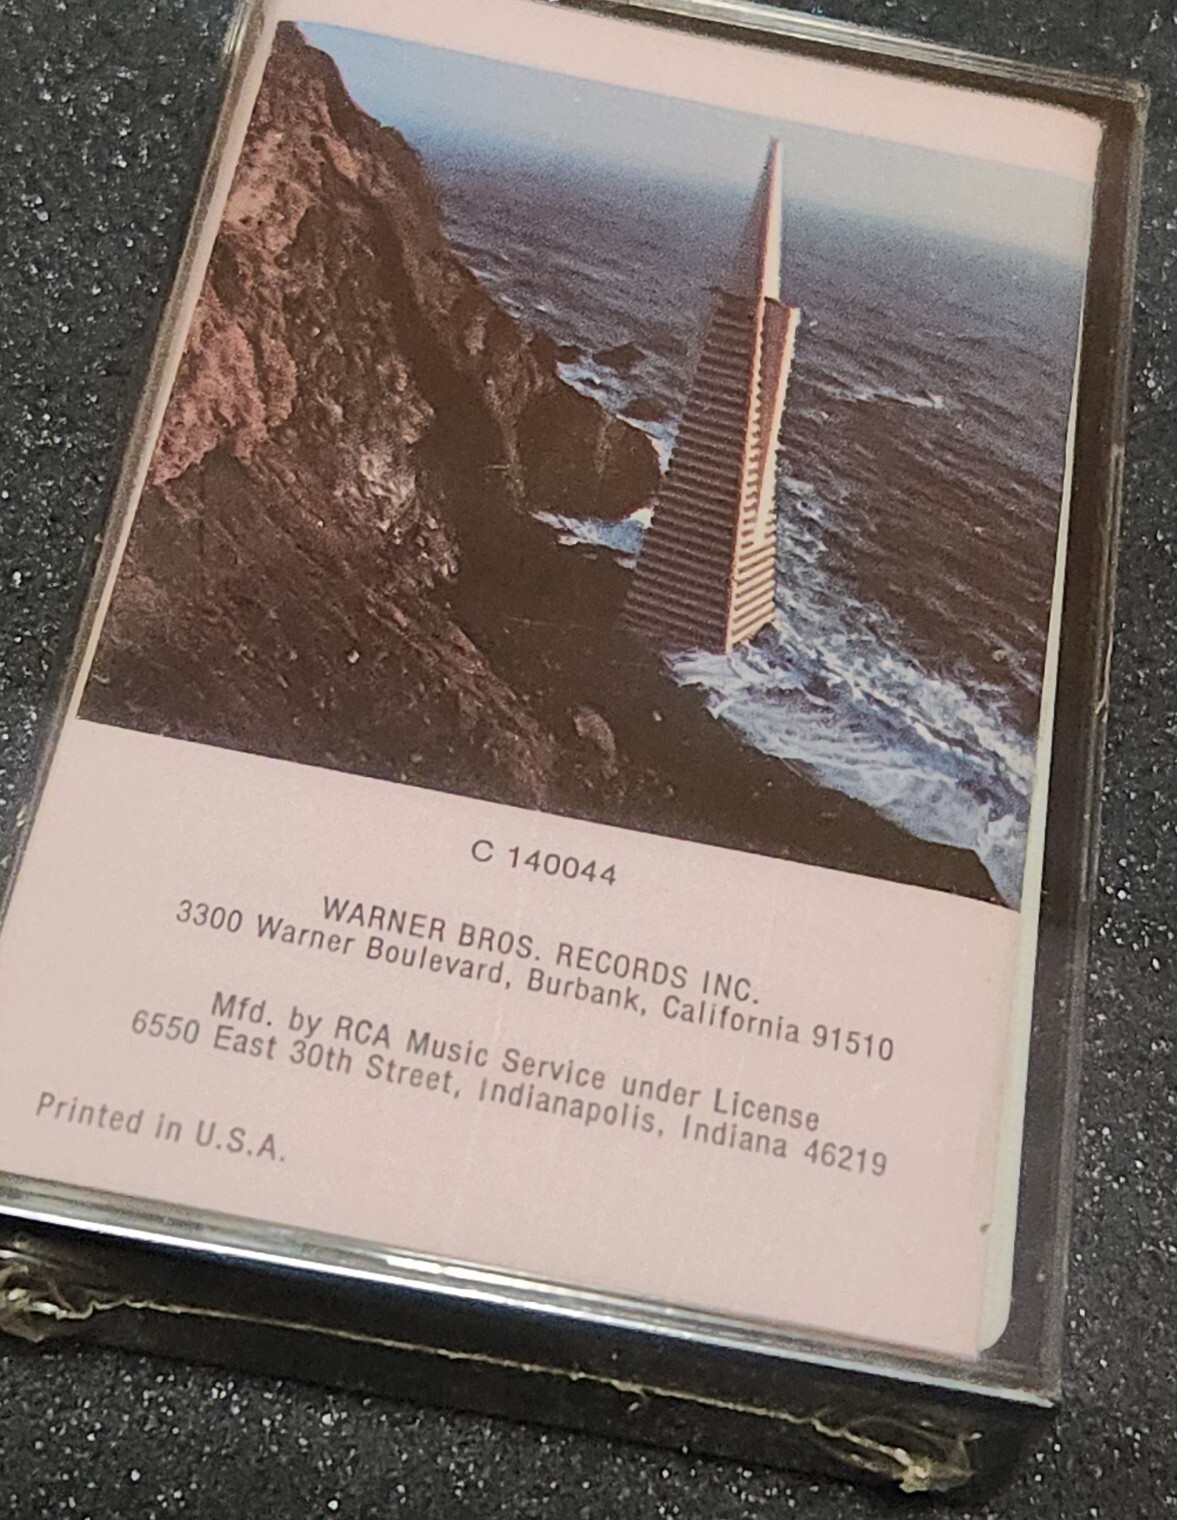 C 140044
WARNER BROS. RECORDS INC.
3300 Warner Boulevard, Burbank, California 91510
Mfd. by RCA Music Service under License
6550 East 30th Street, Indianapolis, Indiana 46219
Printed in U.S.A.